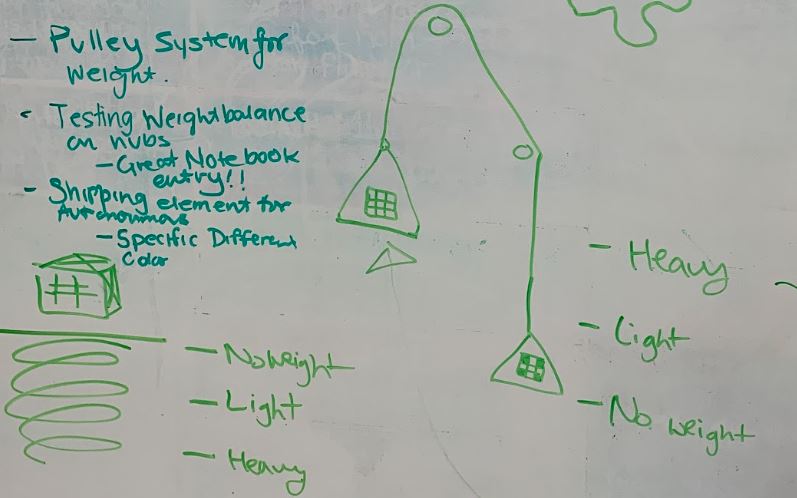 - Pulley System for
Weight.
- Testing Weight balance
on hubs
- Great Notebook
entry!!
- Shipping element for
Autonomous
- Specific Different
Color
- Heavy
- Light
- No weight
- No weight
- Light
- Heavy